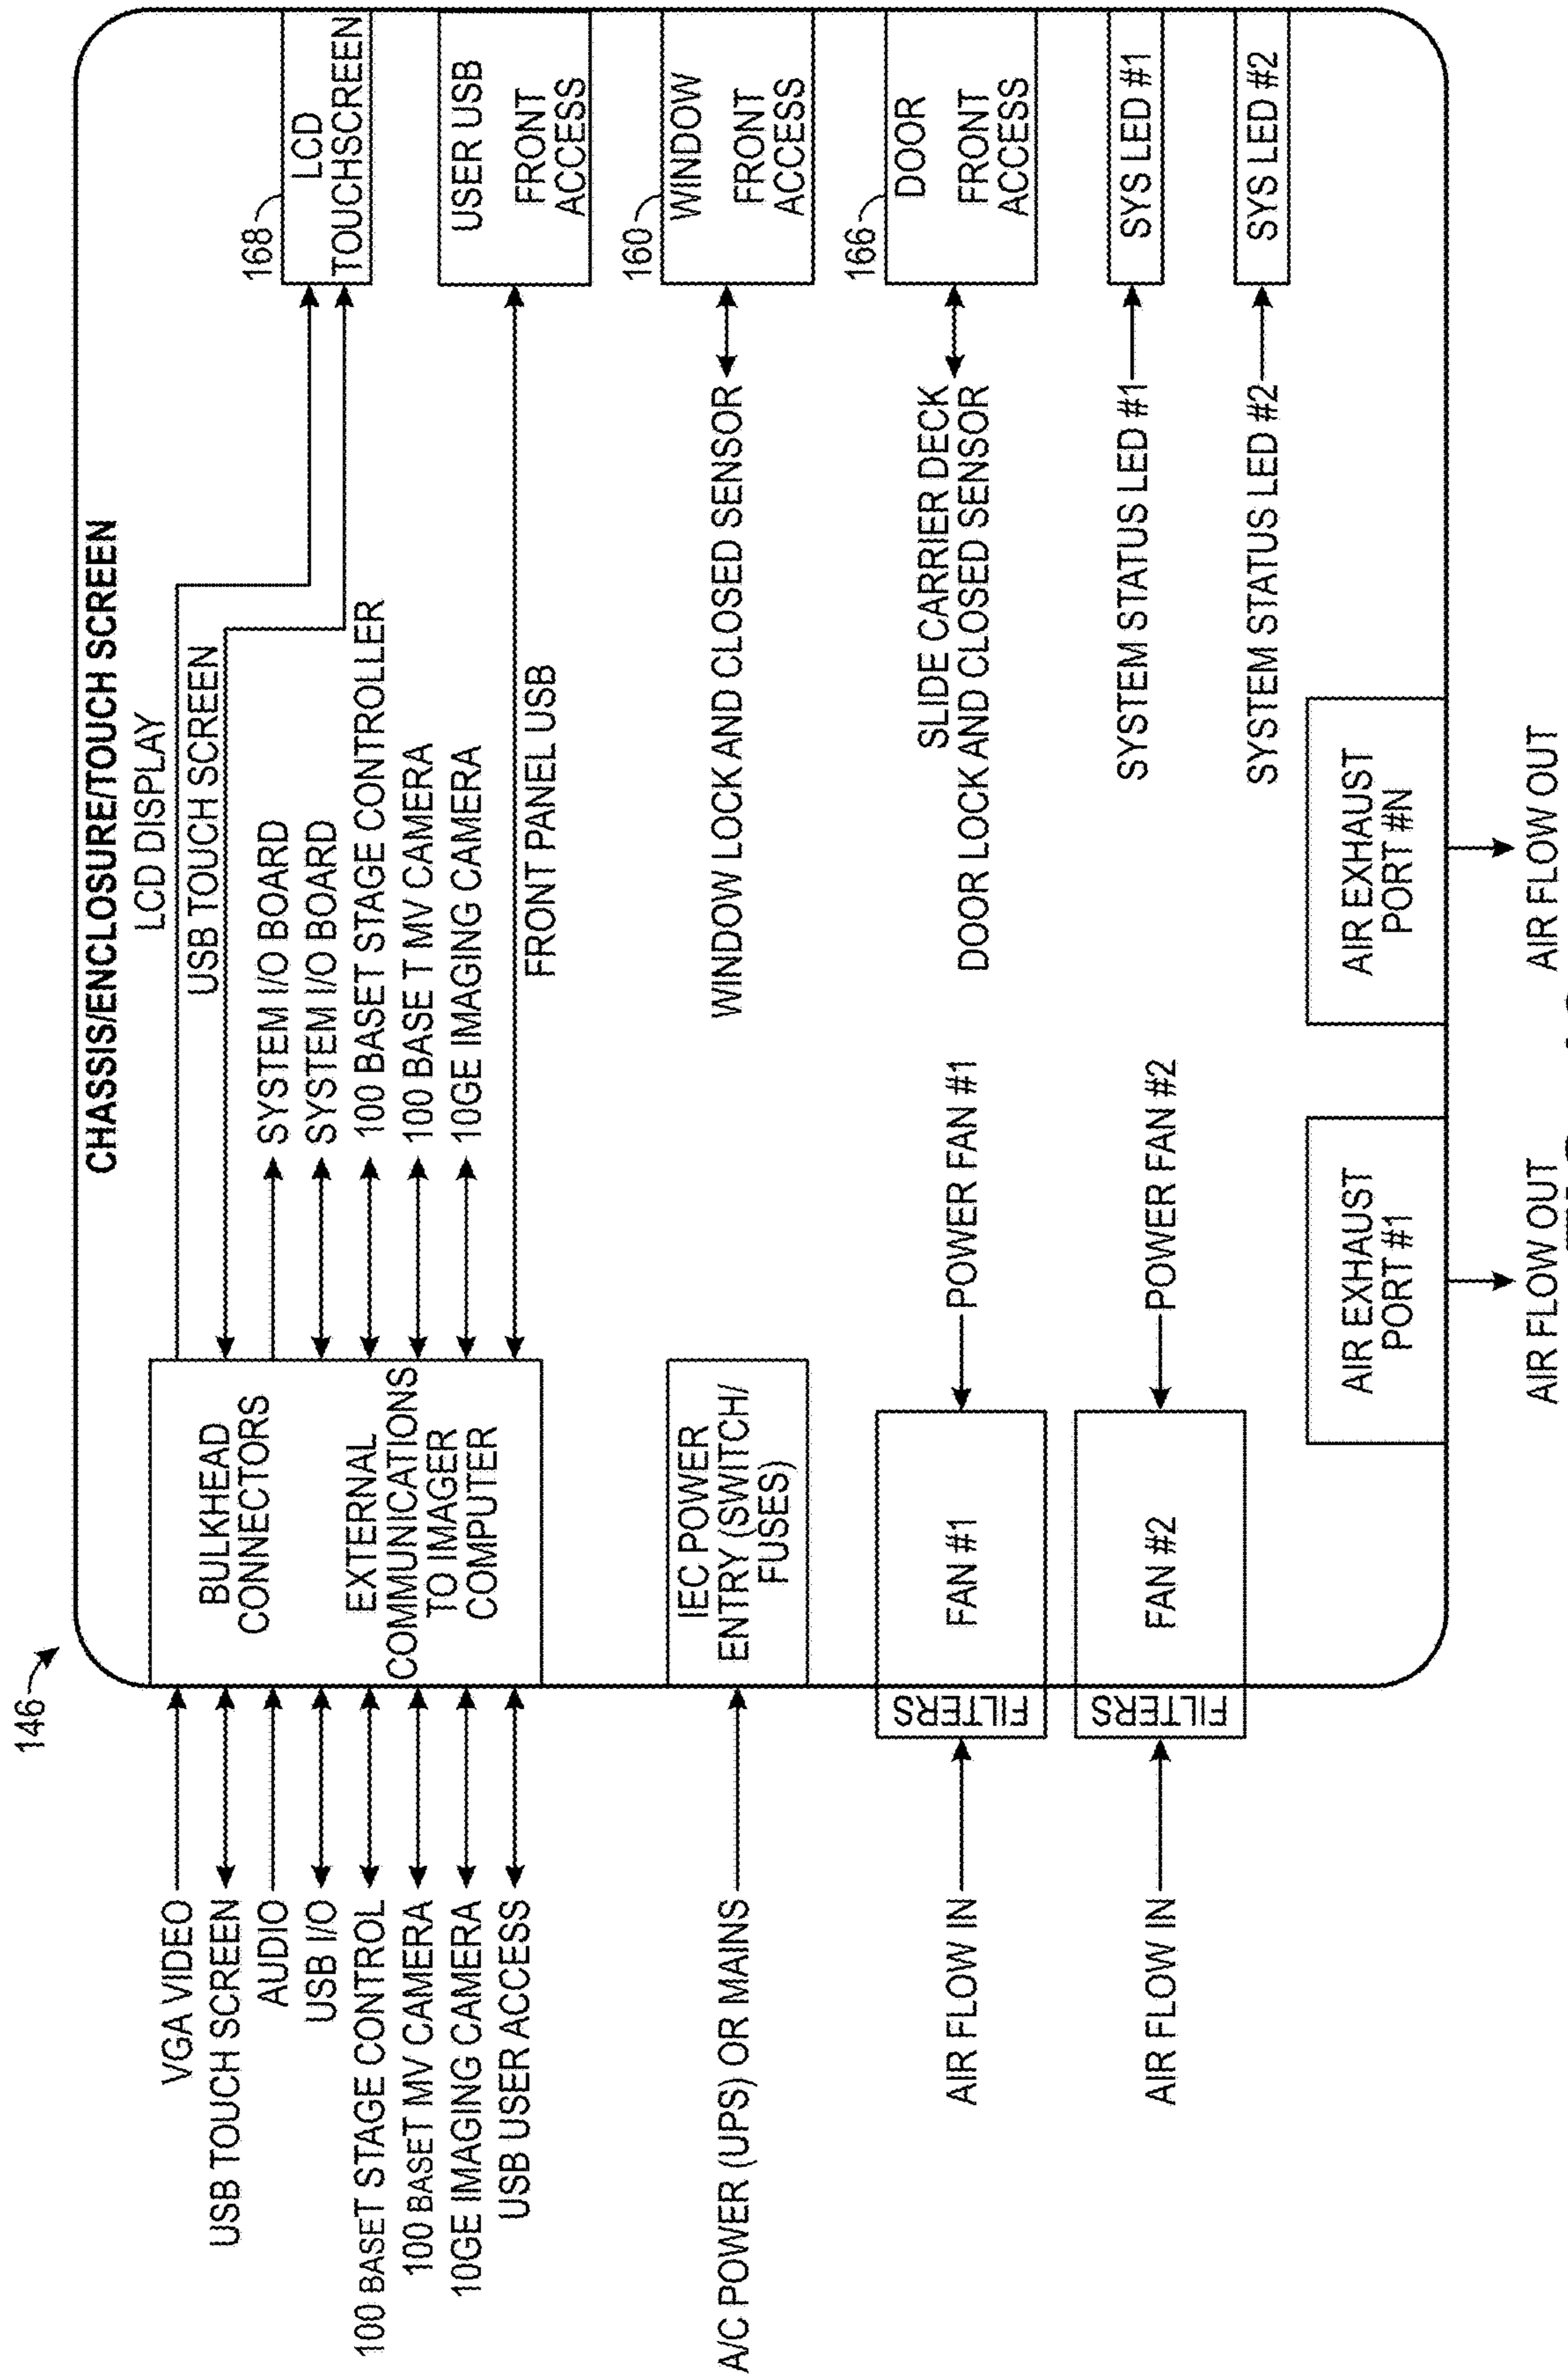 146
CHASSIS/ENCLOSURE/TOUCH SCREEN
VGA VIDEO
USB TOUCH SCREEN
AUDIO
USB I/O
100 BASET STAGE CONTROL
100 BASET MV CAMERA
10GE IMAGING CAMERA
USB USER ACCESS
BULKHEAD
CONNECTORS
EXTERNAL
COMMUNICATIONS
TO IMAGER
COMPUTER
LCD DISPLAY
USB TOUCH SCREEN
SYSTEM I/O BOARD
SYSTEM I/O BOARD
100 BASET STAGE CONTROLLER
100 BASE T MV CAMERA
10GE IMAGING CAMERA
FRONT PANEL USB
168
LCD
TOUCHSCREEN
USER USB
FRONT
ACCESS
A/C POWER (UPS) OR MAINS
IEC POWER
ENTRY (SWITCH/
FUSES)
WINDOW LOCK AND CLOSED SENSOR
160
WINDOW
FRONT
ACCESS
AIR FLOW IN
FILTERS
FAN #1
POWER FAN #1
SLIDE CARRIER DECK
DOOR LOCK AND CLOSED SENSOR
166
DOOR
FRONT
ACCESS
AIR FLOW IN
FILTERS
FAN #2
POWER FAN #2
SYSTEM STATUS LED #1
SYS LED #1
SYSTEM STATUS LED #2
SYS LED #2
AIR EXHAUST
PORT #1
AIR EXHAUST
PORT #N
AIR FLOW OUT
AIR FLOW OUT